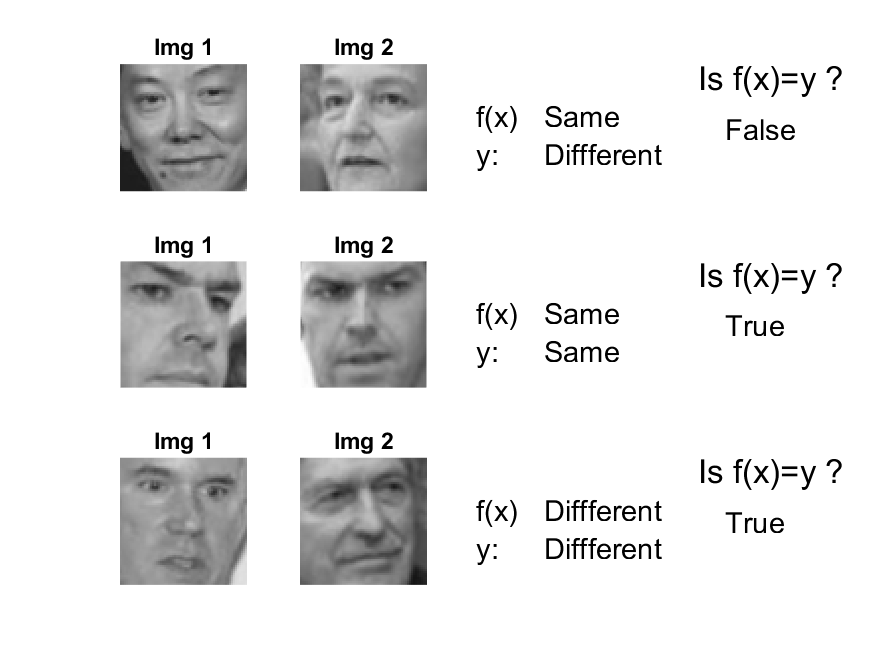 Img 1 Img 2
Is f(x)=y ?
f(x) Same
False
y: Diffferent
Img 1 Img 2
Is f(x)=y ?
f(x) Same
True
y: Same
Img 1 Img 2
Is f(x)=y ?
f(x) Diffferent
True
y: Diffferent